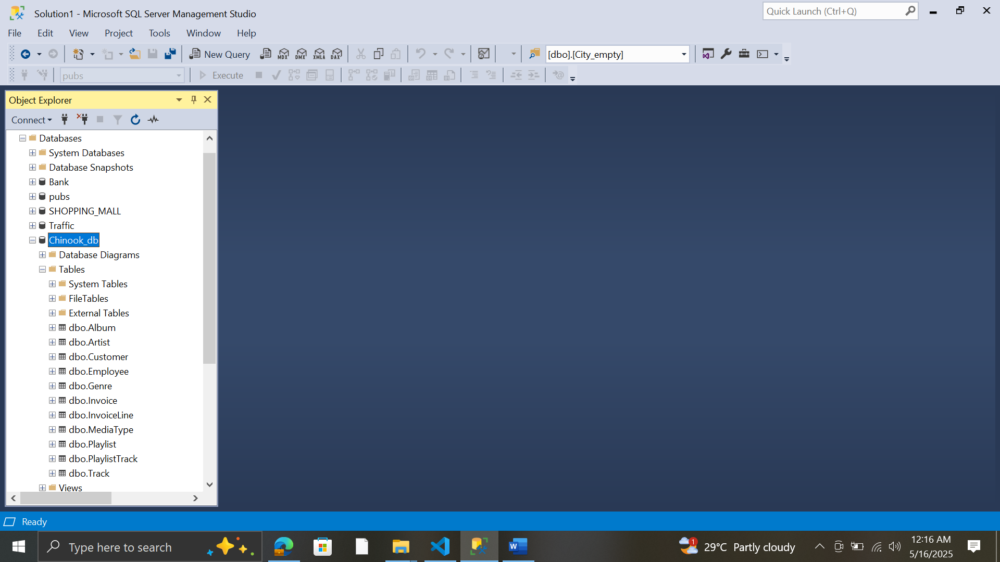 Solution1 - Microsoft SQL Server Management Studio
Quick Launch (Ctrl+Q)
File Edit View Project Tools Window Help
New Query MDX DMX XMLA DAX [dbo].[City_empty]
pubs Execute
Object Explorer
Connect
Databases
System Databases
Database Snapshots
Bank
pubs
SHOPPING_MALL
Traffic
Chinook_db
Database Diagrams
Tables
System Tables
FileTables
External Tables
dbo.Album
dbo.Artist
dbo.Customer
dbo.Employee
dbo.Genre
dbo.Invoice
dbo.InvoiceLine
dbo.MediaType
dbo.Playlist
dbo.PlaylistTrack
dbo.Track
Views
Ready
Type here to search
W
1
29°C Partly cloudy
12:16 AM
5/16/2025